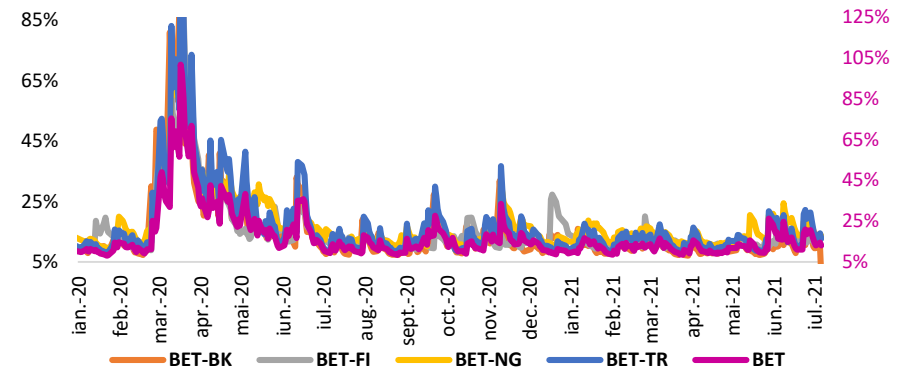 85%
65%
45%
25%
5%
125%
105%
85%
65%
45%
25%
5%
ian.-20
feb.-20
mar.-20
apr.-20
mai.-20
iun.-20
iul.-20
aug.-20
sept.-20
oct.-20
nov.-20
dec.-20
ian.-21
feb.-21
mar.-21
apr.-21
mai-21
iun.-21
iul.-21
BET-BK
BET-FI
BET-NG
BET-TR
BET